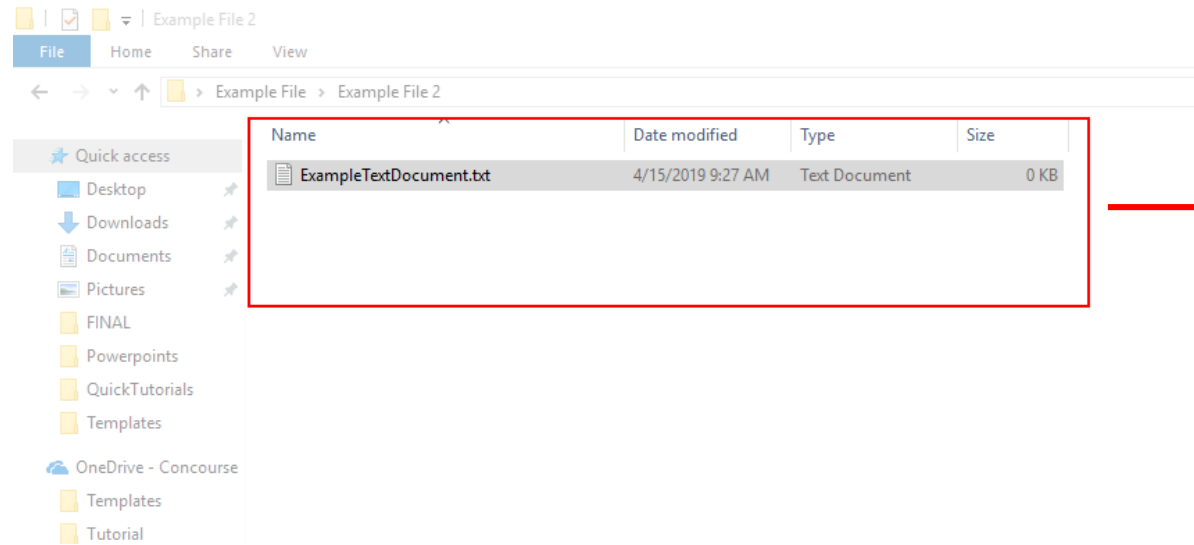 Example File 2
File Home Share View
Example File > Example File 2
Name Date modified Type Size
ExampleTextDocument.txt 4/15/2019 9:27 AM Text Document 0 KB
Quick access
Desktop
Downloads
Documents
Pictures
FINAL
Powerpoints
QuickTutorials
Templates
OneDrive - Concourse
Templates
Tutorial